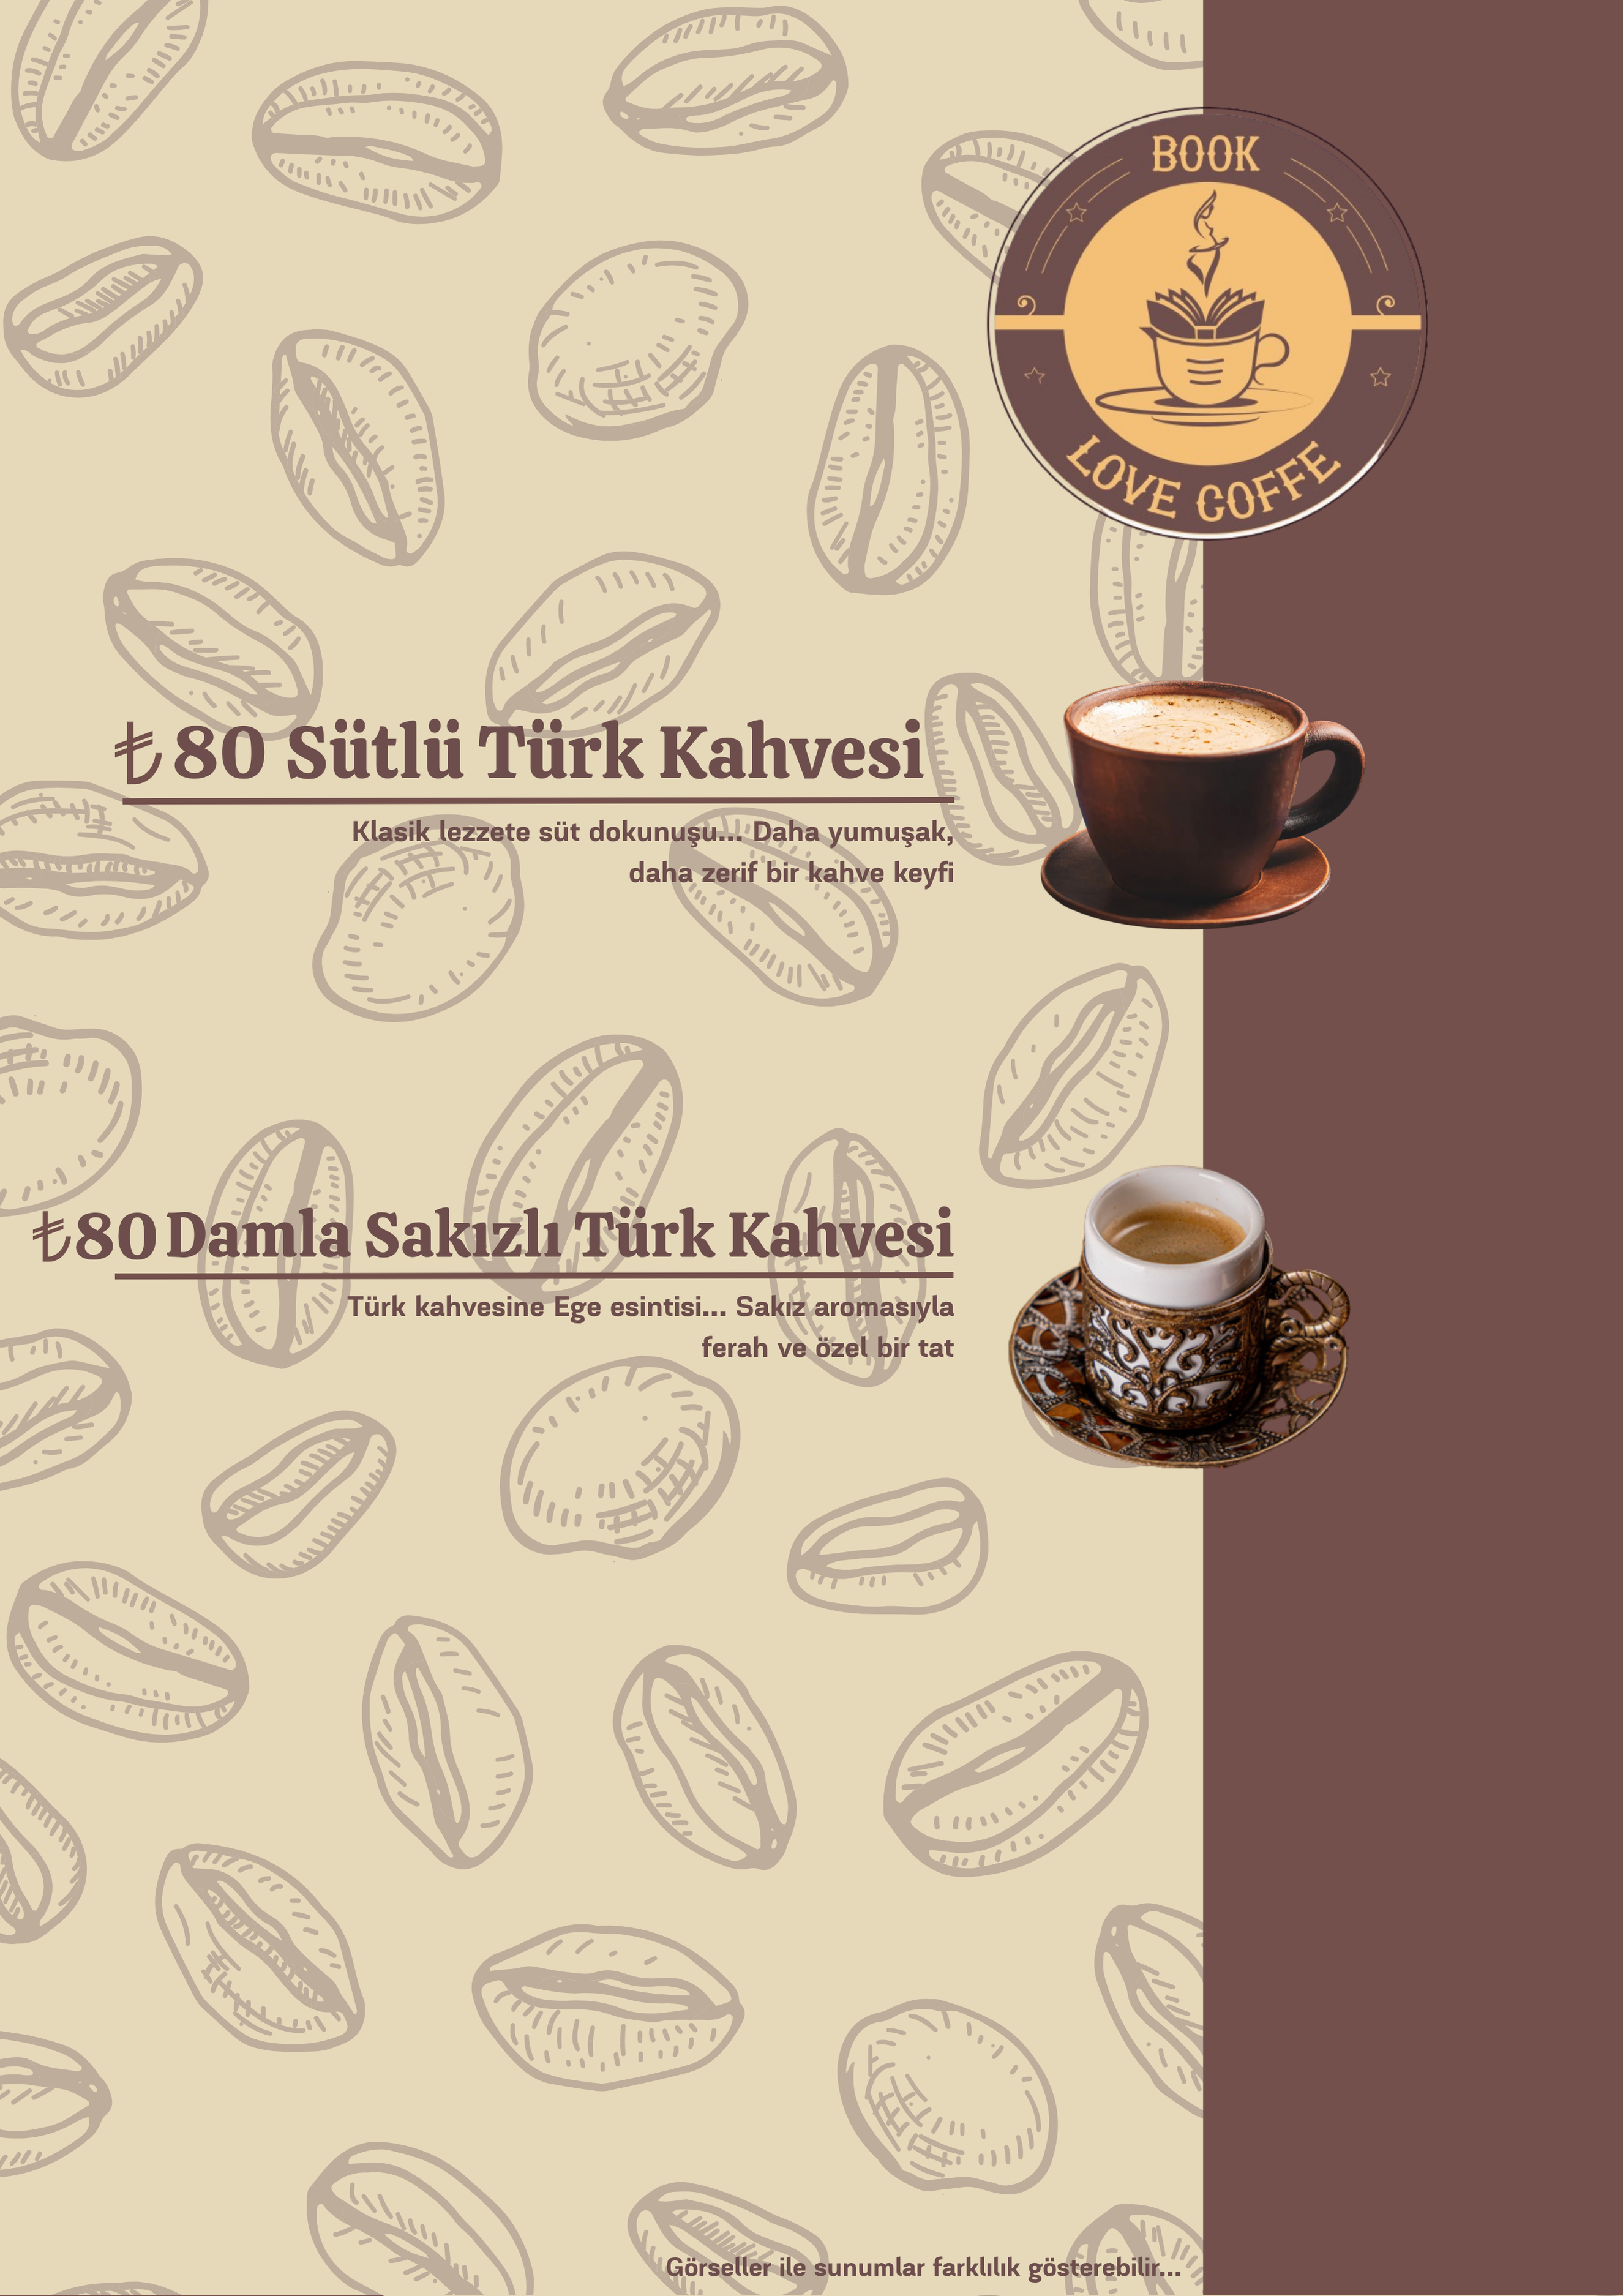 BOOK
LOVE COFFE
₺80 Sütlü Türk Kahvesi
Klasik lezzete süt dokunuşu... Daha yumuşak,
daha zerif bir kahve keyfi
₺80 Damla Sakızlı Türk Kahvesi
Türk kahvesine Ege esintisi... Sakız aromasıyla
ferah ve özel bir tat
Görseller ile sunumlar farklılık gösterebilir...